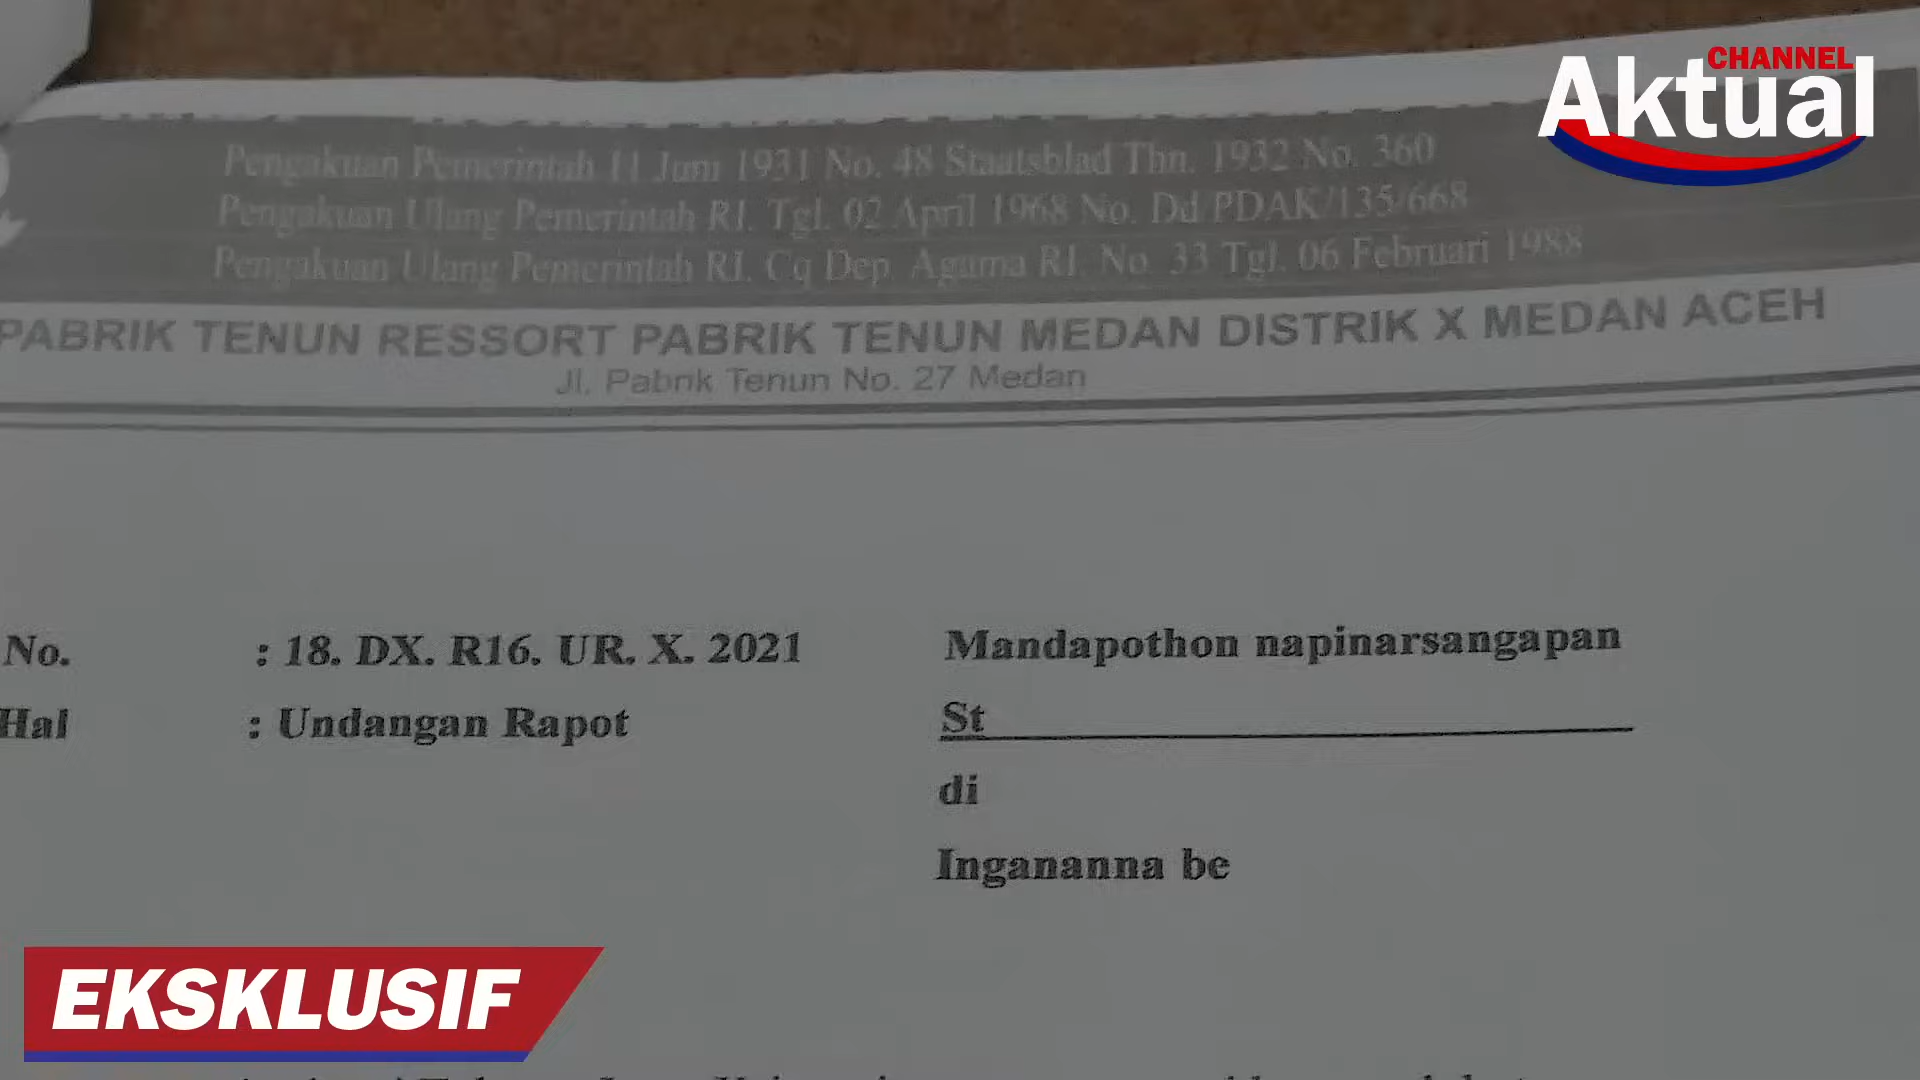 CHANNEL
Aktual
Pengakuan Pemerintah 11 Juni 1931 No. 48 Staatsblad Thn. 1932 No. 360
Pengakuan Ulang Pemerintah RI. Tgl. 02 April 1968 No. Dd/PDAK/135/668
Pengakuan Ulang Pemerintah RI. Cq Dep. Agama RI. No. 33 Tgl. 06 Februari 1988
PABRIK TENUN RESSORT PABRIK TENUN MEDAN DISTRIK X MEDAN ACEH
Jl. Pabrik Tenun No. 27 Medan
No. : 18. DX. R16. UR. X. 2021
Hal : Undangan Rapot
Mandapothon napinarsangapan
St
di
Ingananna be
EKSKLUSIF